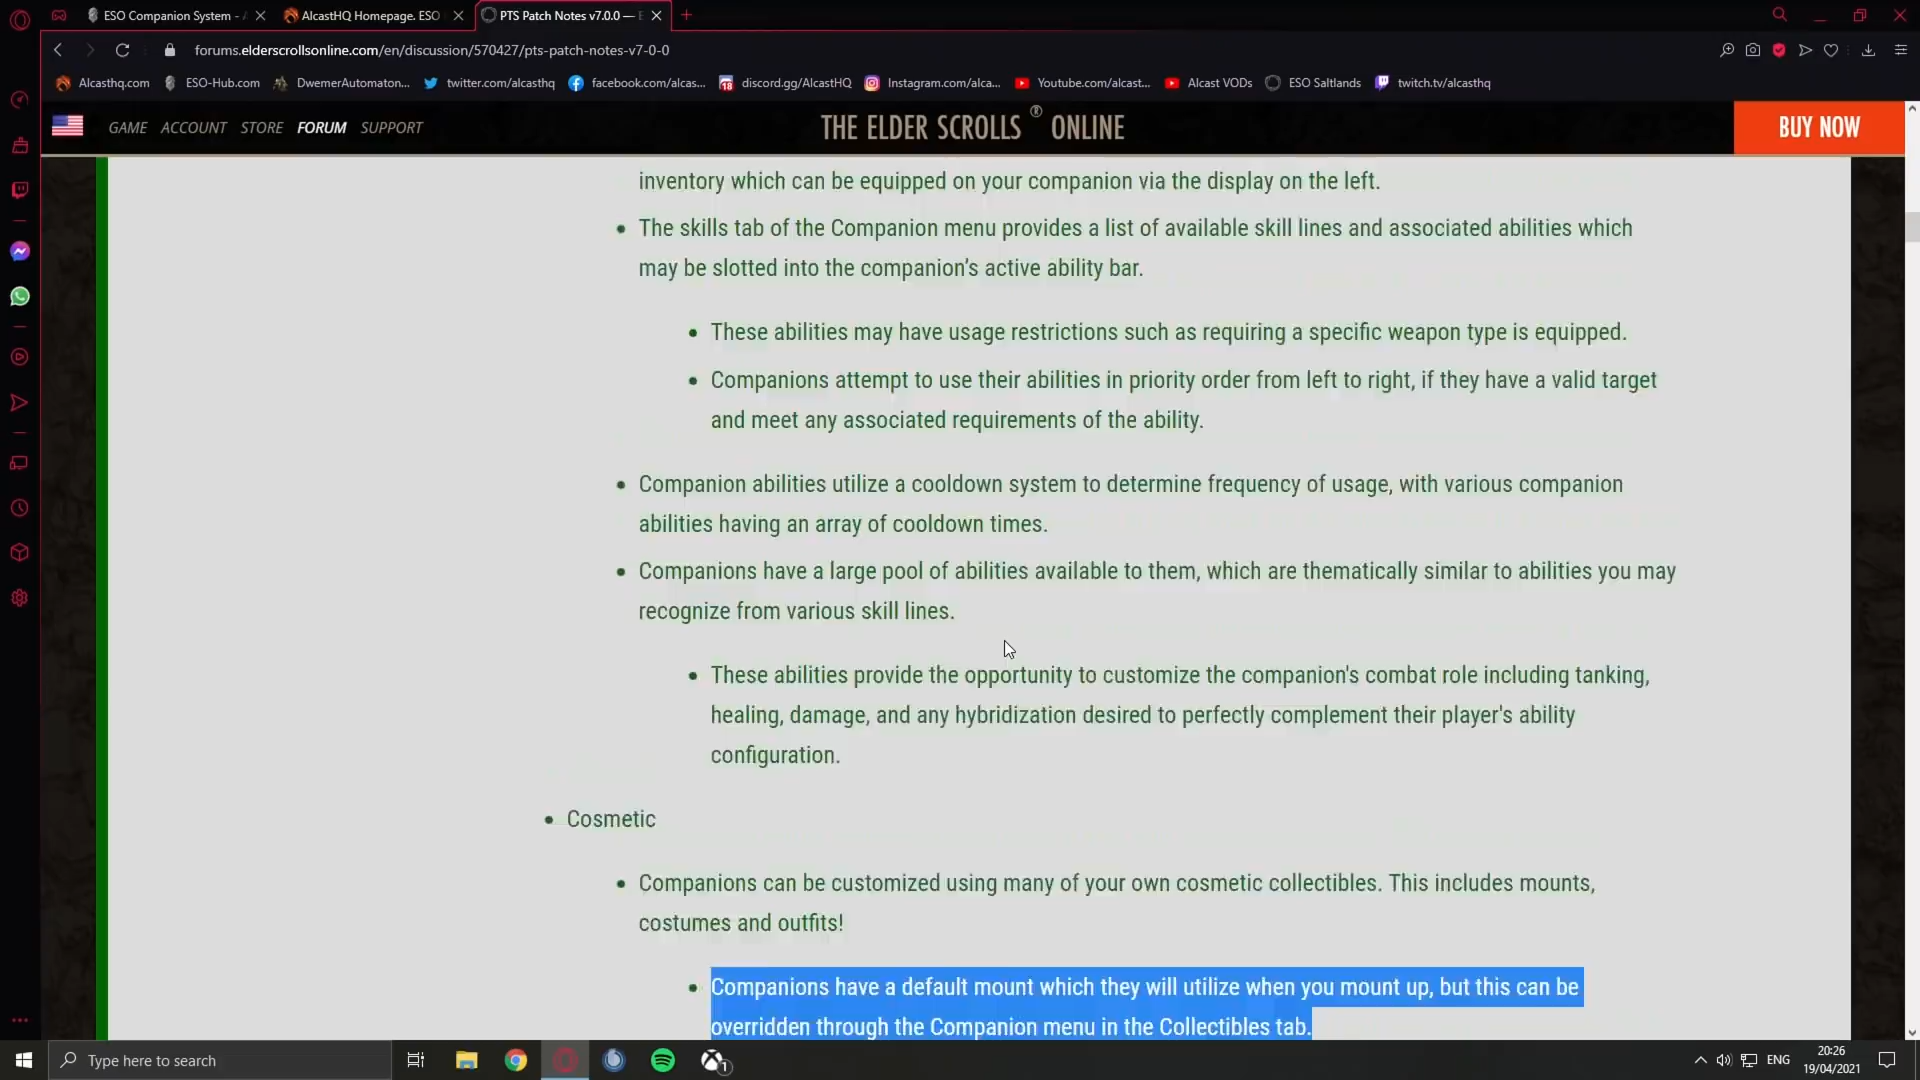 ESO Companion System - A
AlcastHQ Homepage. ESO
PTS Patch Notes v7.0.0 — E
forums.elderscrollsonline.com/en/discussion/570427/pts-patch-notes-v7-0-0
Alcasthq.com
ESO-Hub.com
DwemerAutomaton...
twitter.com/alcasthq
facebook.com/alcas...
18
discord.gg/AlcastHQ
Instagram.com/alca...
Youtube.com/alcast...
Alcast VODs
ESO Saltlands
twitch.tv/alcasthq
GAME ACCOUNT STORE FORUM SUPPORT
THE ELDER SCROLLS ® ONLINE
BUY NOW
inventory which can be equipped on your companion via the display on the left.
The skills tab of the Companion menu provides a list of available skill lines and associated abilities which
may be slotted into the companion's active ability bar.
These abilities may have usage restrictions such as requiring a specific weapon type is equipped.
Companions attempt to use their abilities in priority order from left to right, if they have a valid target
and meet any associated requirements of the ability.
Companion abilities utilize a cooldown system to determine frequency of usage, with various companion
abilities having an array of cooldown times.
Companions have a large pool of abilities available to them, which are thematically similar to abilities you may
recognize from various skill lines.
These abilities provide the opportunity to customize the companion's combat role including tanking,
healing, damage, and any hybridization desired to perfectly complement their player's ability
configuration.
Cosmetic
Companions can be customized using many of your own cosmetic collectibles. This includes mounts,
costumes and outfits!
Companions have a default mount which they will utilize when you mount up, but this can be
overridden through the Companion menu in the Collectibles tab.
Type here to search
1
ENG
20:26
19/04/2021